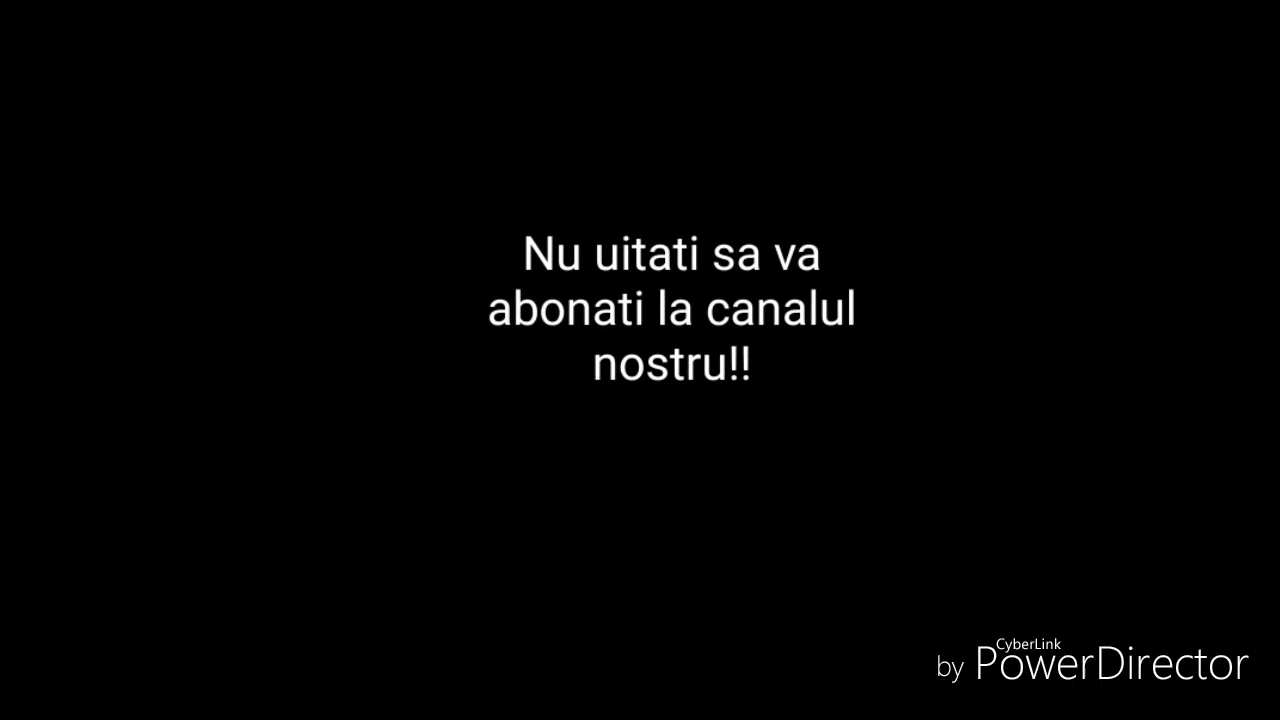 Nu uitati sa va
abonati la canalul
nostru!!
CyberLink
by PowerDirector